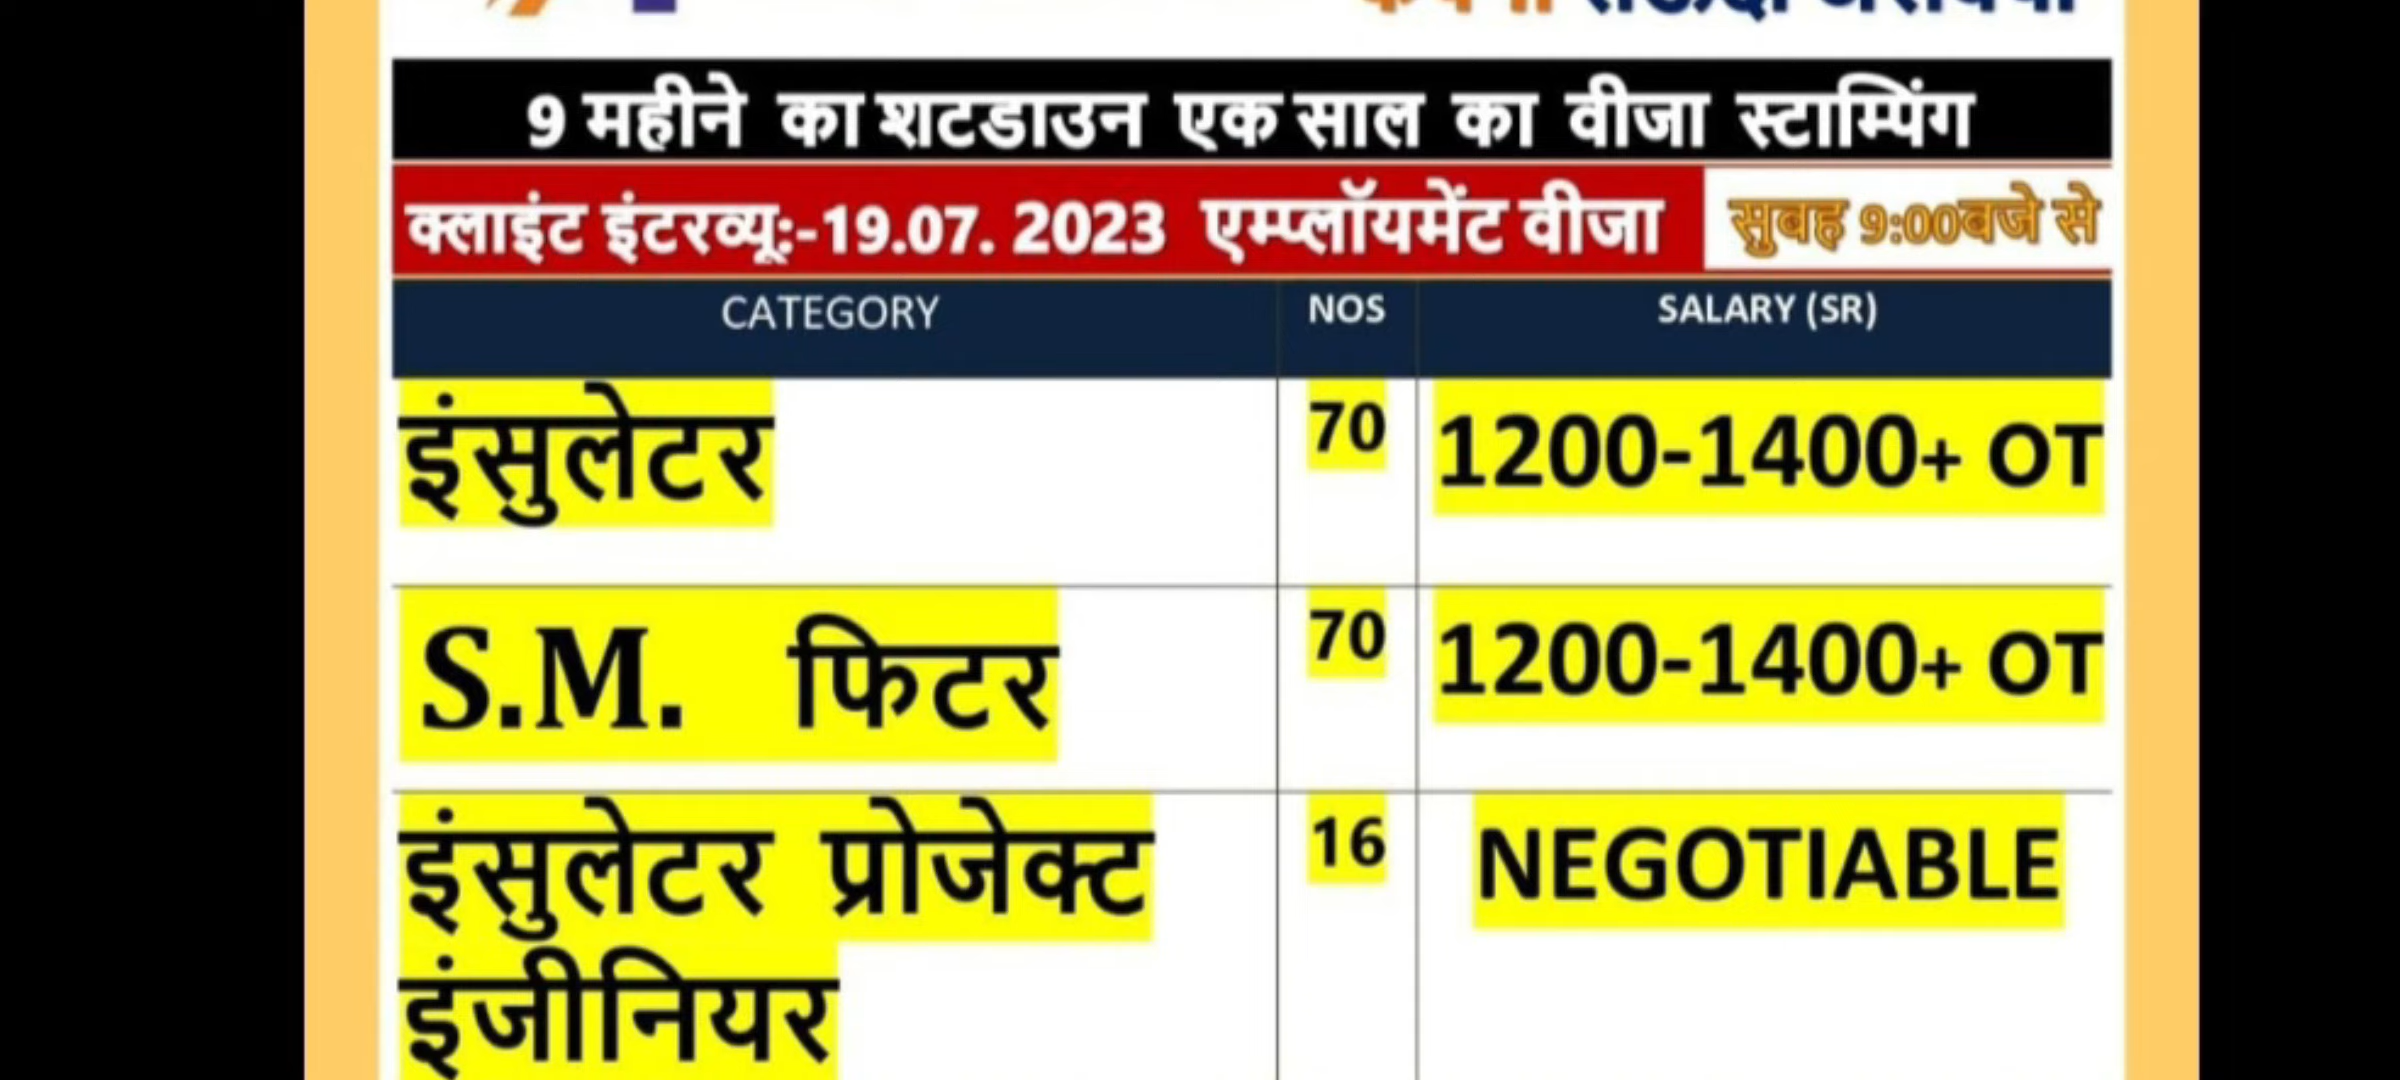 9 महीने का शटडाउन एक साल का वीजा स्टाम्पिंग
क्लाइंट इंटरव्यू:-19.07. 2023 एम्प्लॉयमेंट वीजा सुबह 9:00बजे से
CATEGORY NOS SALARY (SR)
इंसुलेटर 70 1200-1400+ OT
S.M. फिटर 70 1200-1400+ OT
इंसुलेटर प्रोजेक्ट 16 NEGOTIABLE
इंजीनियर